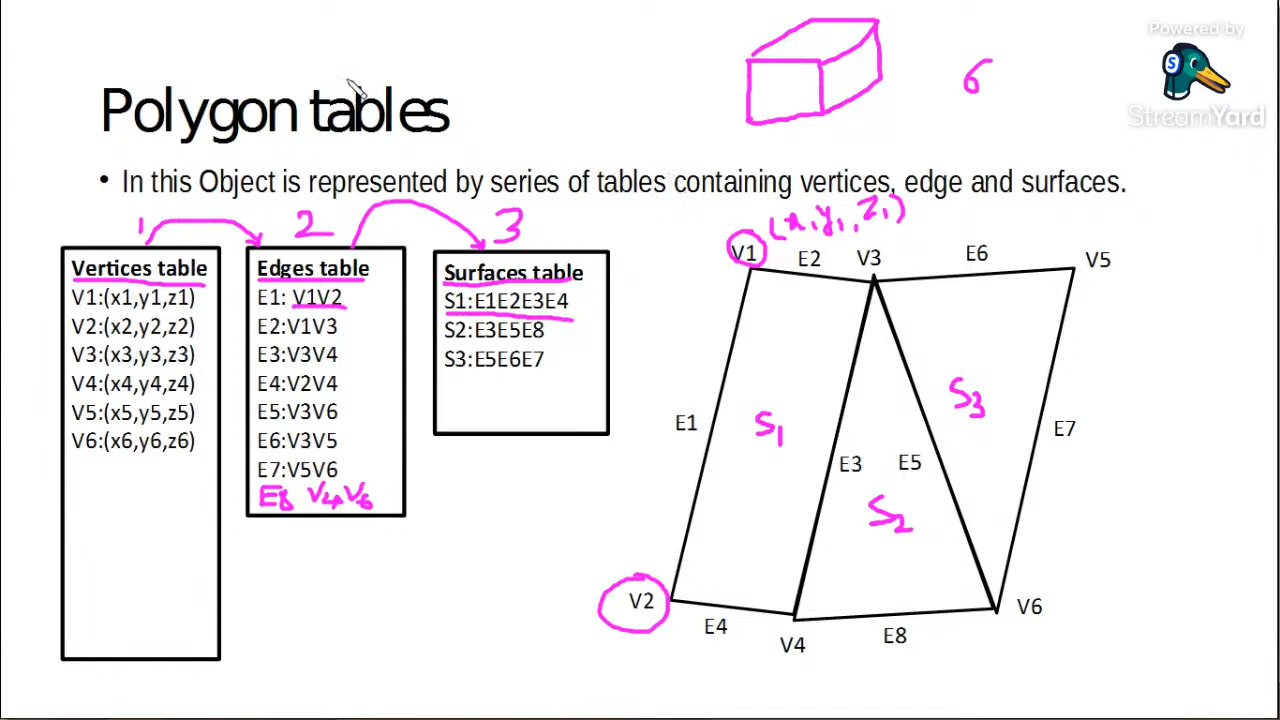 Powered by
StreamYard
6
Polygon tables
• In this Object is represented by series of tables containing vertices, edge and surfaces.
1
2
3
(x1, y1, z1)
Vertices table
V1:(x1,y1,z1)
V2:(x2,y2,z2)
V3:(x3,y3,z3)
V4:(x4,y4,z4)
V5:(x5,y5,z5)
V6:(x6,y6,z6)
Edges table
E1: V1V2
E2:V1V3
E3:V3V4
E4:V2V4
E5:V3V6
E6:V3V5
E7:V5V6
E8 V4V6
Surfaces table
S1:E1E2E3E4
S2:E3E5E8
S3:E5E6E7
V1
E2
V3
E6
V5
S3
E1
S1
E7
E3
E5
S2
V2
V6
E4
E8
V4